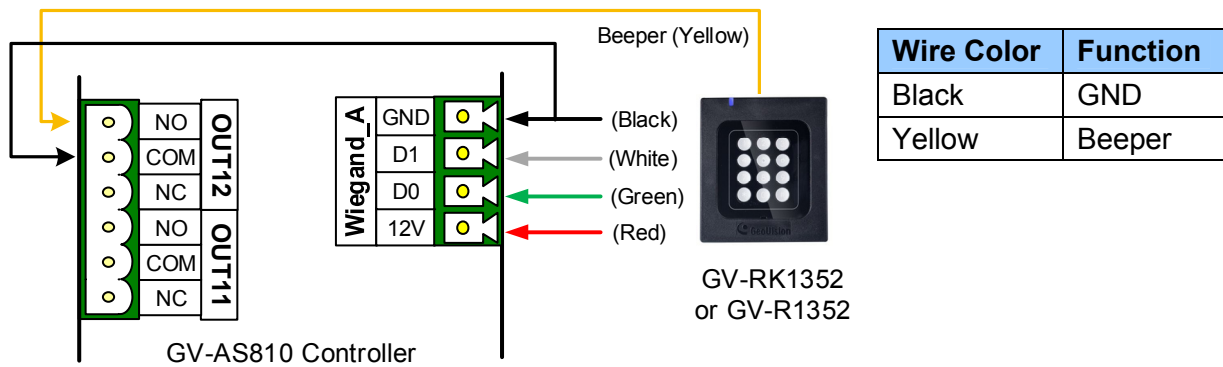 Beeper (Yellow)
NO
COM
NC
OUT12
NO
COM
NC
OUT11
GV-AS810 Controller
Wiegand_A
GND
D1
D0
12V
(Black)
(White)
(Green)
(Red)
GeoVision
GV-RK1352
or GV-R1352
Wire Color Function
Black GND
Yellow Beeper